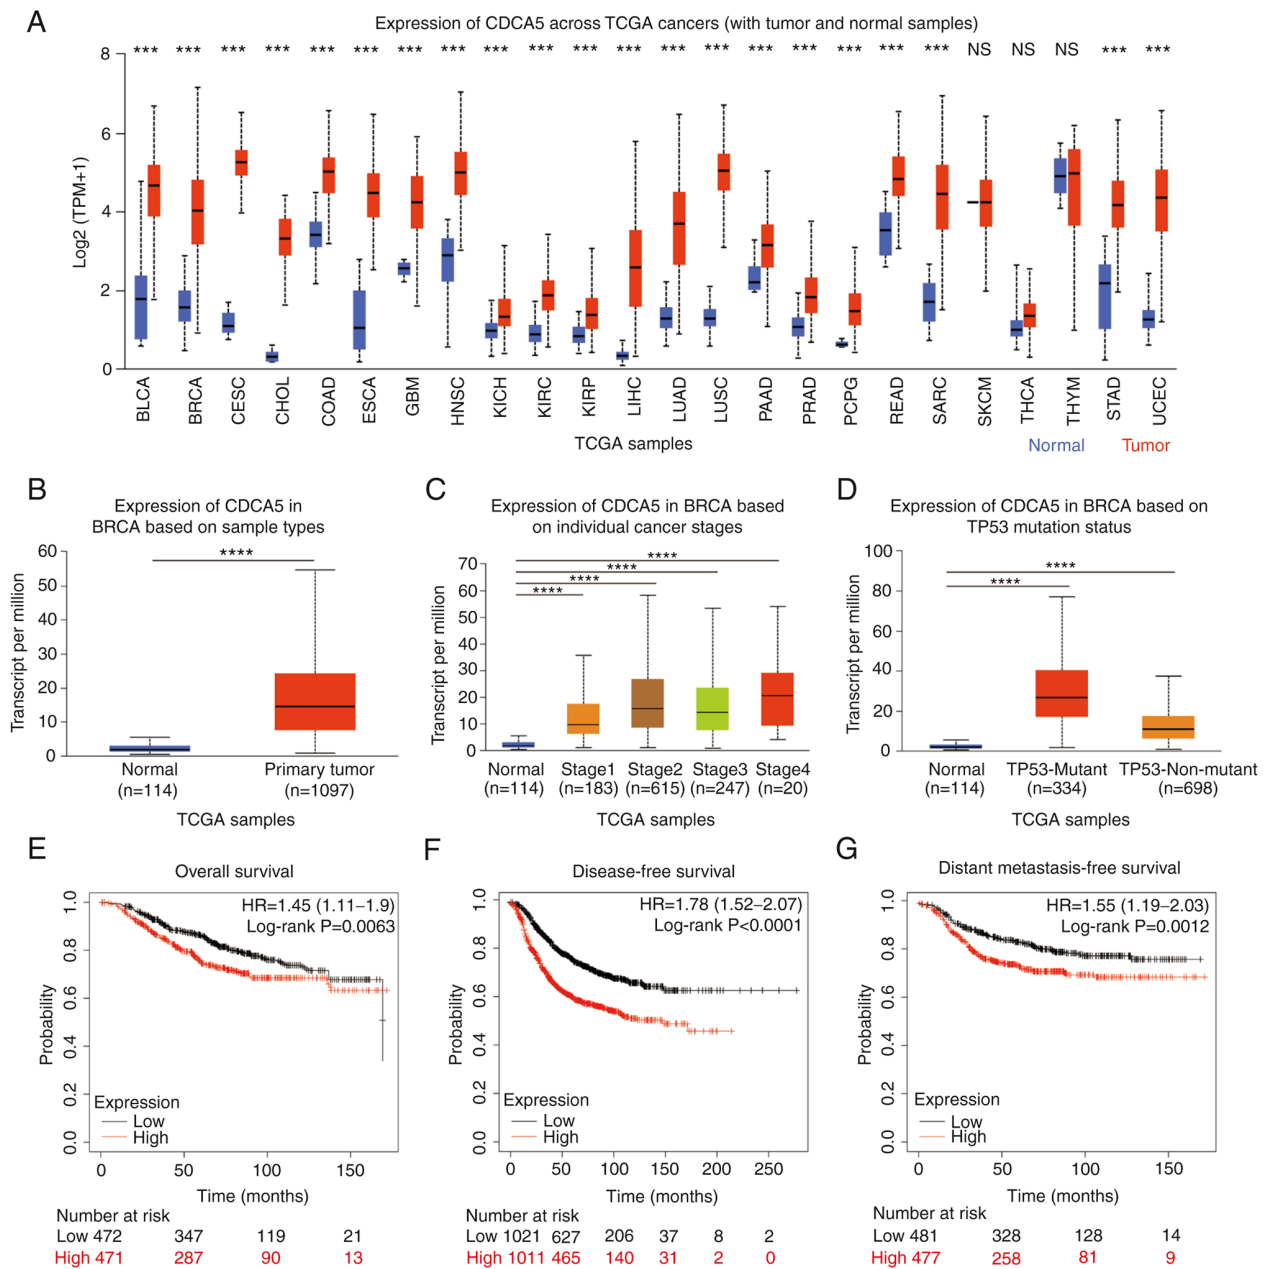 A
Expression of CDCA5 across TCGA cancers (with tumor and normal samples)
*** *** *** *** *** *** *** *** *** *** *** *** *** *** *** *** *** *** *** NS NS NS *** ***
Log2 (TPM+1)
8
6
4
2
0
BLCA BRCA CESC CHOL COAD ESCA GBM HNSC KICH KIRC KIRP LIHC LUAD LUSC PAAD PRAD PCPG READ SARC SKCM THCA THYM STAD UCEC
TCGA samples
Normal Tumor
B
Expression of CDCA5 in
BRCA based on sample types
****
Transcript per million
60
50
40
30
20
10
0
Normal Primary tumor
(n=114) (n=1097)
TCGA samples
C
Expression of CDCA5 in BRCA based
on individual cancer stages
****
****
****
****
Transcript per million
70
60
50
40
30
20
10
0
Normal Stage1 Stage2 Stage3 Stage4
(n=114) (n=183) (n=615) (n=247) (n=20)
TCGA samples
D
Expression of CDCA5 in BRCA based on
TP53 mutation status
****
****
Transcript per million
100
80
60
40
20
0
Normal TP53-Mutant TP53-Non-mutant
(n=114) (n=334) (n=698)
TCGA samples
E
Overall survival
HR=1.45 (1.11–1.9)
Log-rank P=0.0063
Probability
1.0
0.8
0.6
0.4
0.2
0.0
Expression
Low
High
0 50 100 150
Time (months)
Number at risk
Low 472 347 119 21
High 471 287 90 13
F
Disease-free survival
HR=1.78 (1.52–2.07)
Log-rank P<0.0001
Probability
1.0
0.8
0.6
0.4
0.2
0.0
Expression
Low
High
0 50 100 150 200 250
Time (months)
Number at risk
Low 1021 627 206 37 8 2
High 1011 465 140 31 2 0
G
Distant metastasis-free survival
HR=1.55 (1.19–2.03)
Log-rank P=0.0012
Probability
1.0
0.8
0.6
0.4
0.2
0.0
Expression
Low
High
0 50 100 150
Time (months)
Number at risk
Low 481 328 128 14
High 477 258 81 9